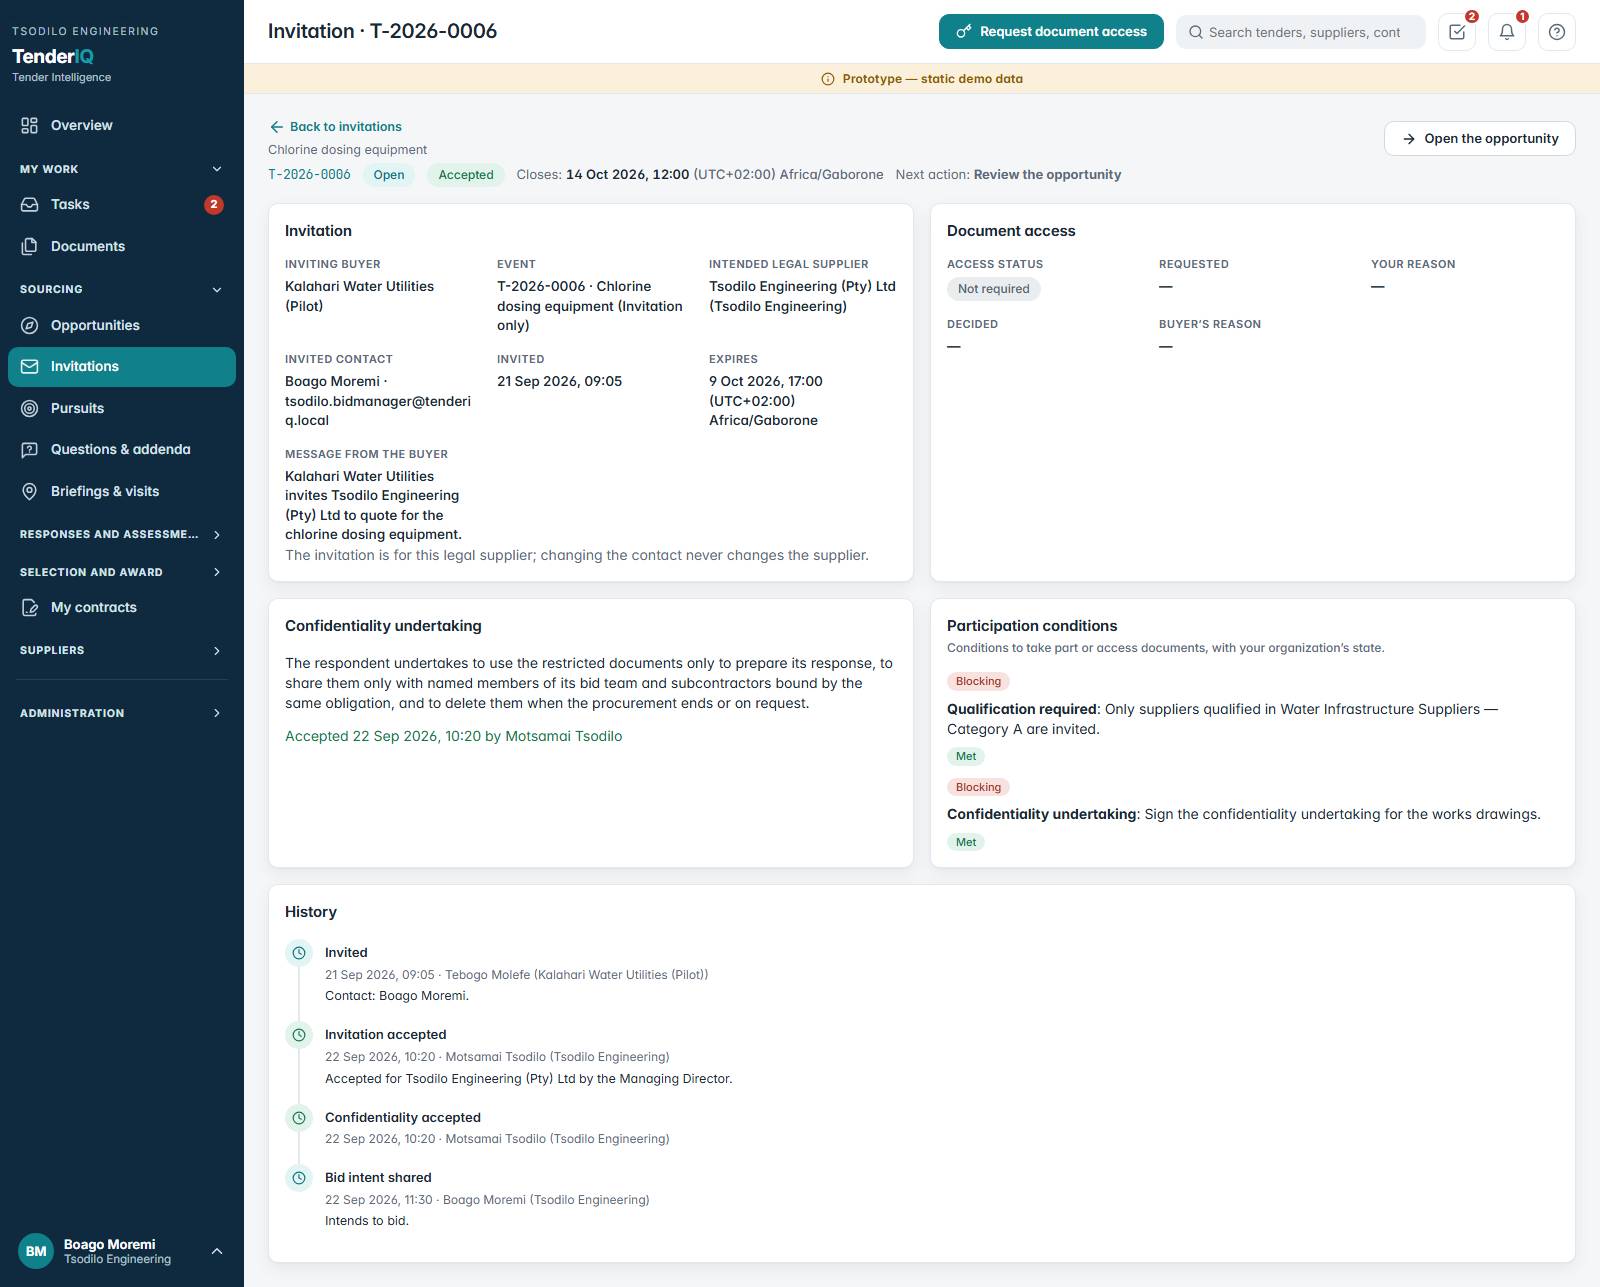 TSODILO ENGINEERING
TenderIQ
Tender Intelligence
Overview
MY WORK
Tasks
2
Documents
SOURCING
Opportunities
Invitations
Pursuits
Questions & addenda
Briefings & visits
RESPONSES AND ASSESSME...
SELECTION AND AWARD
My contracts
SUPPLIERS
ADMINISTRATION
BM
Boago Moremi
Tsodilo Engineering
Invitation · T-2026-0006
Request document access
Search tenders, suppliers, cont
2
1
Prototype — static demo data
Back to invitations
Chlorine dosing equipment
T-2026-0006 Open Accepted Closes: 14 Oct 2026, 12:00 (UTC+02:00) Africa/Gaborone Next action: Review the opportunity
Open the opportunity
Invitation
INVITING BUYER
Kalahari Water Utilities
(Pilot)
EVENT
T-2026-0006 · Chlorine
dosing equipment (Invitation
only)
INTENDED LEGAL SUPPLIER
Tsodilo Engineering (Pty) Ltd
(Tsodilo Engineering)
INVITED CONTACT
Boago Moremi ·
tsodilo.bidmanager@tenderi
q.local
INVITED
21 Sep 2026, 09:05
EXPIRES
9 Oct 2026, 17:00
(UTC+02:00)
Africa/Gaborone
MESSAGE FROM THE BUYER
Kalahari Water Utilities
invites Tsodilo Engineering
(Pty) Ltd to quote for the
chlorine dosing equipment.
The invitation is for this legal supplier; changing the contact never changes the supplier.
Document access
ACCESS STATUS
Not required
REQUESTED
—
YOUR REASON
—
DECIDED
—
BUYER'S REASON
—
Confidentiality undertaking
The respondent undertakes to use the restricted documents only to prepare its response, to
share them only with named members of its bid team and subcontractors bound by the
same obligation, and to delete them when the procurement ends or on request.
Accepted 22 Sep 2026, 10:20 by Motsamai Tsodilo
Participation conditions
Conditions to take part or access documents, with your organization's state.
Blocking
Qualification required: Only suppliers qualified in Water Infrastructure Suppliers —
Category A are invited.
Met
Blocking
Confidentiality undertaking: Sign the confidentiality undertaking for the works drawings.
Met
History
Invited
21 Sep 2026, 09:05 · Tebogo Molefe (Kalahari Water Utilities (Pilot))
Contact: Boago Moremi.
Invitation accepted
22 Sep 2026, 10:20 · Motsamai Tsodilo (Tsodilo Engineering)
Accepted for Tsodilo Engineering (Pty) Ltd by the Managing Director.
Confidentiality accepted
22 Sep 2026, 10:20 · Motsamai Tsodilo (Tsodilo Engineering)
Bid intent shared
22 Sep 2026, 11:30 · Boago Moremi (Tsodilo Engineering)
Intends to bid.